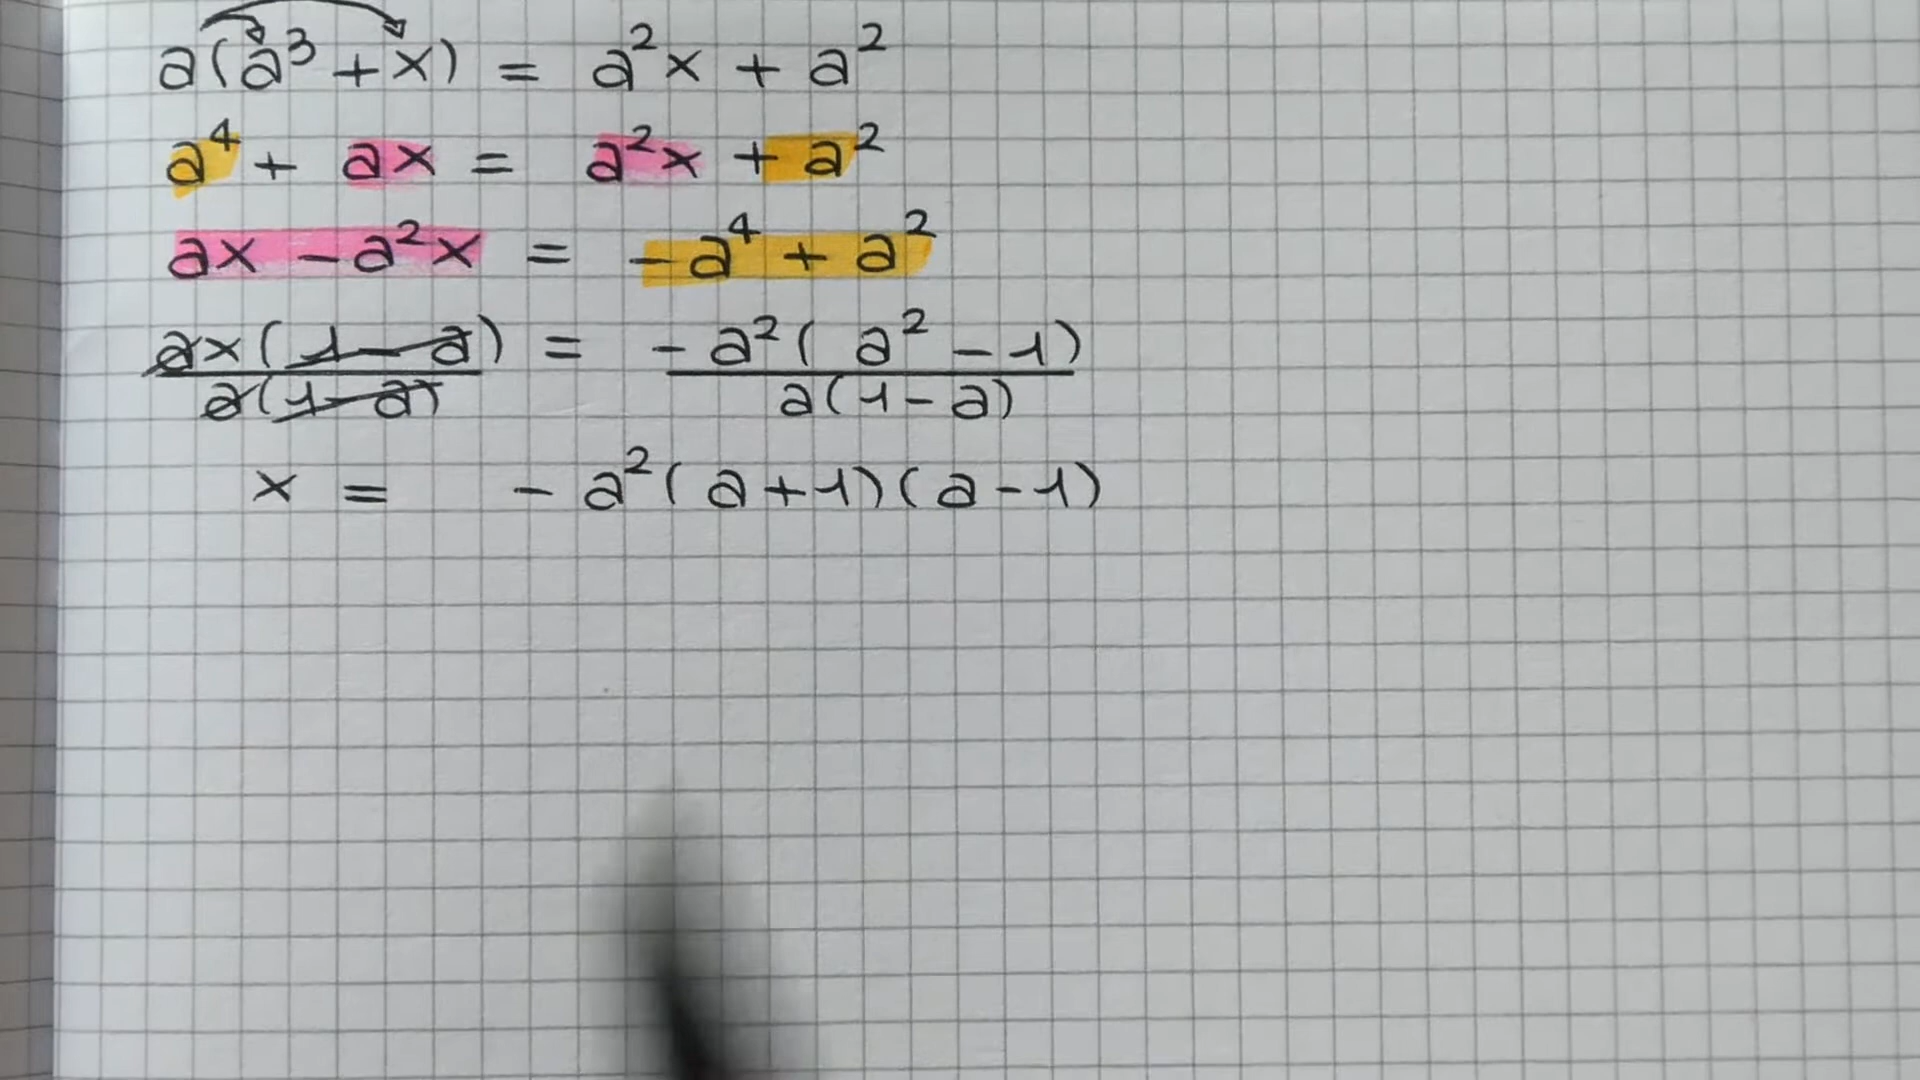 a(a³ + x) = a²x + a²
a⁴ + ax = a²x + a²
ax - a²x = -a⁴ + a²
ax(1 - a) = -a²(a² - 1)
a(1 - a) a(1 - a)
x = -a²(a + 1)(a - 1)